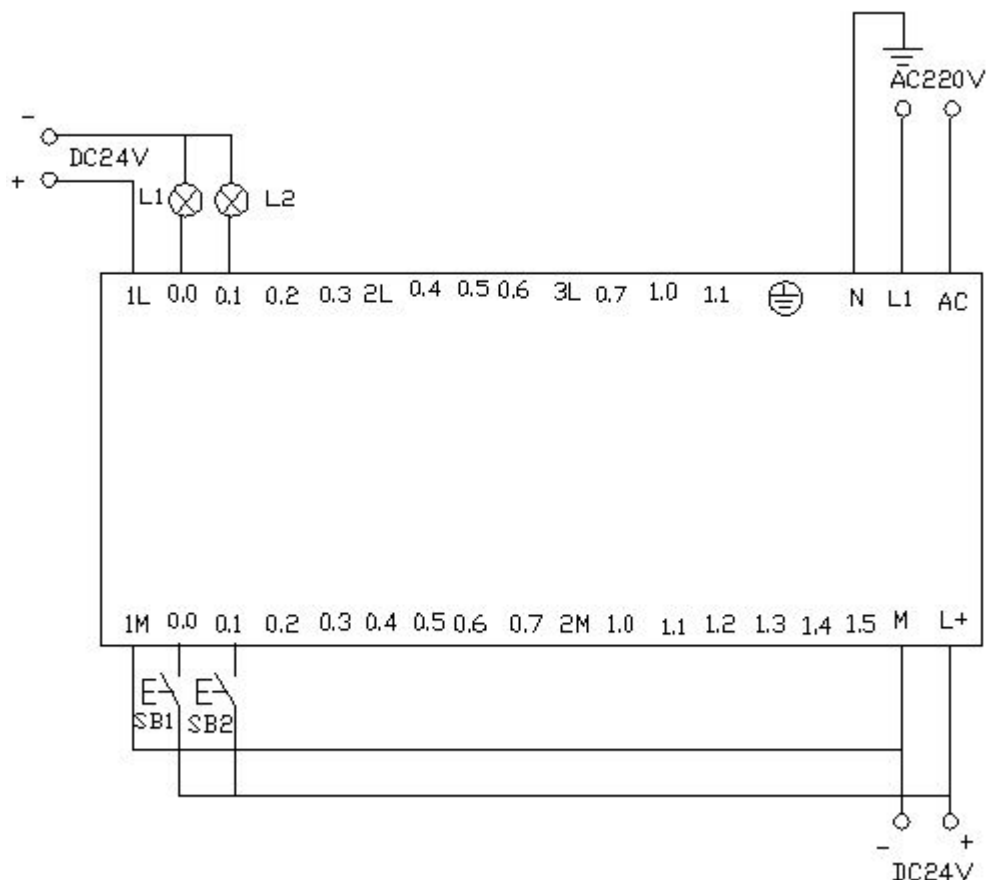 AC220V
-
DC24V
+
L1 L2
1L 0.0 0.1 0.2 0.3 2L 0.4 0.5 0.6 3L 0.7 1.0 1.1 N L1 AC
1M 0.0 0.1 0.2 0.3 0.4 0.5 0.6 0.7 2M 1.0 1.1 1.2 1.3 1.4 1.5 M L+
SB1 SB2
- +
DC24V